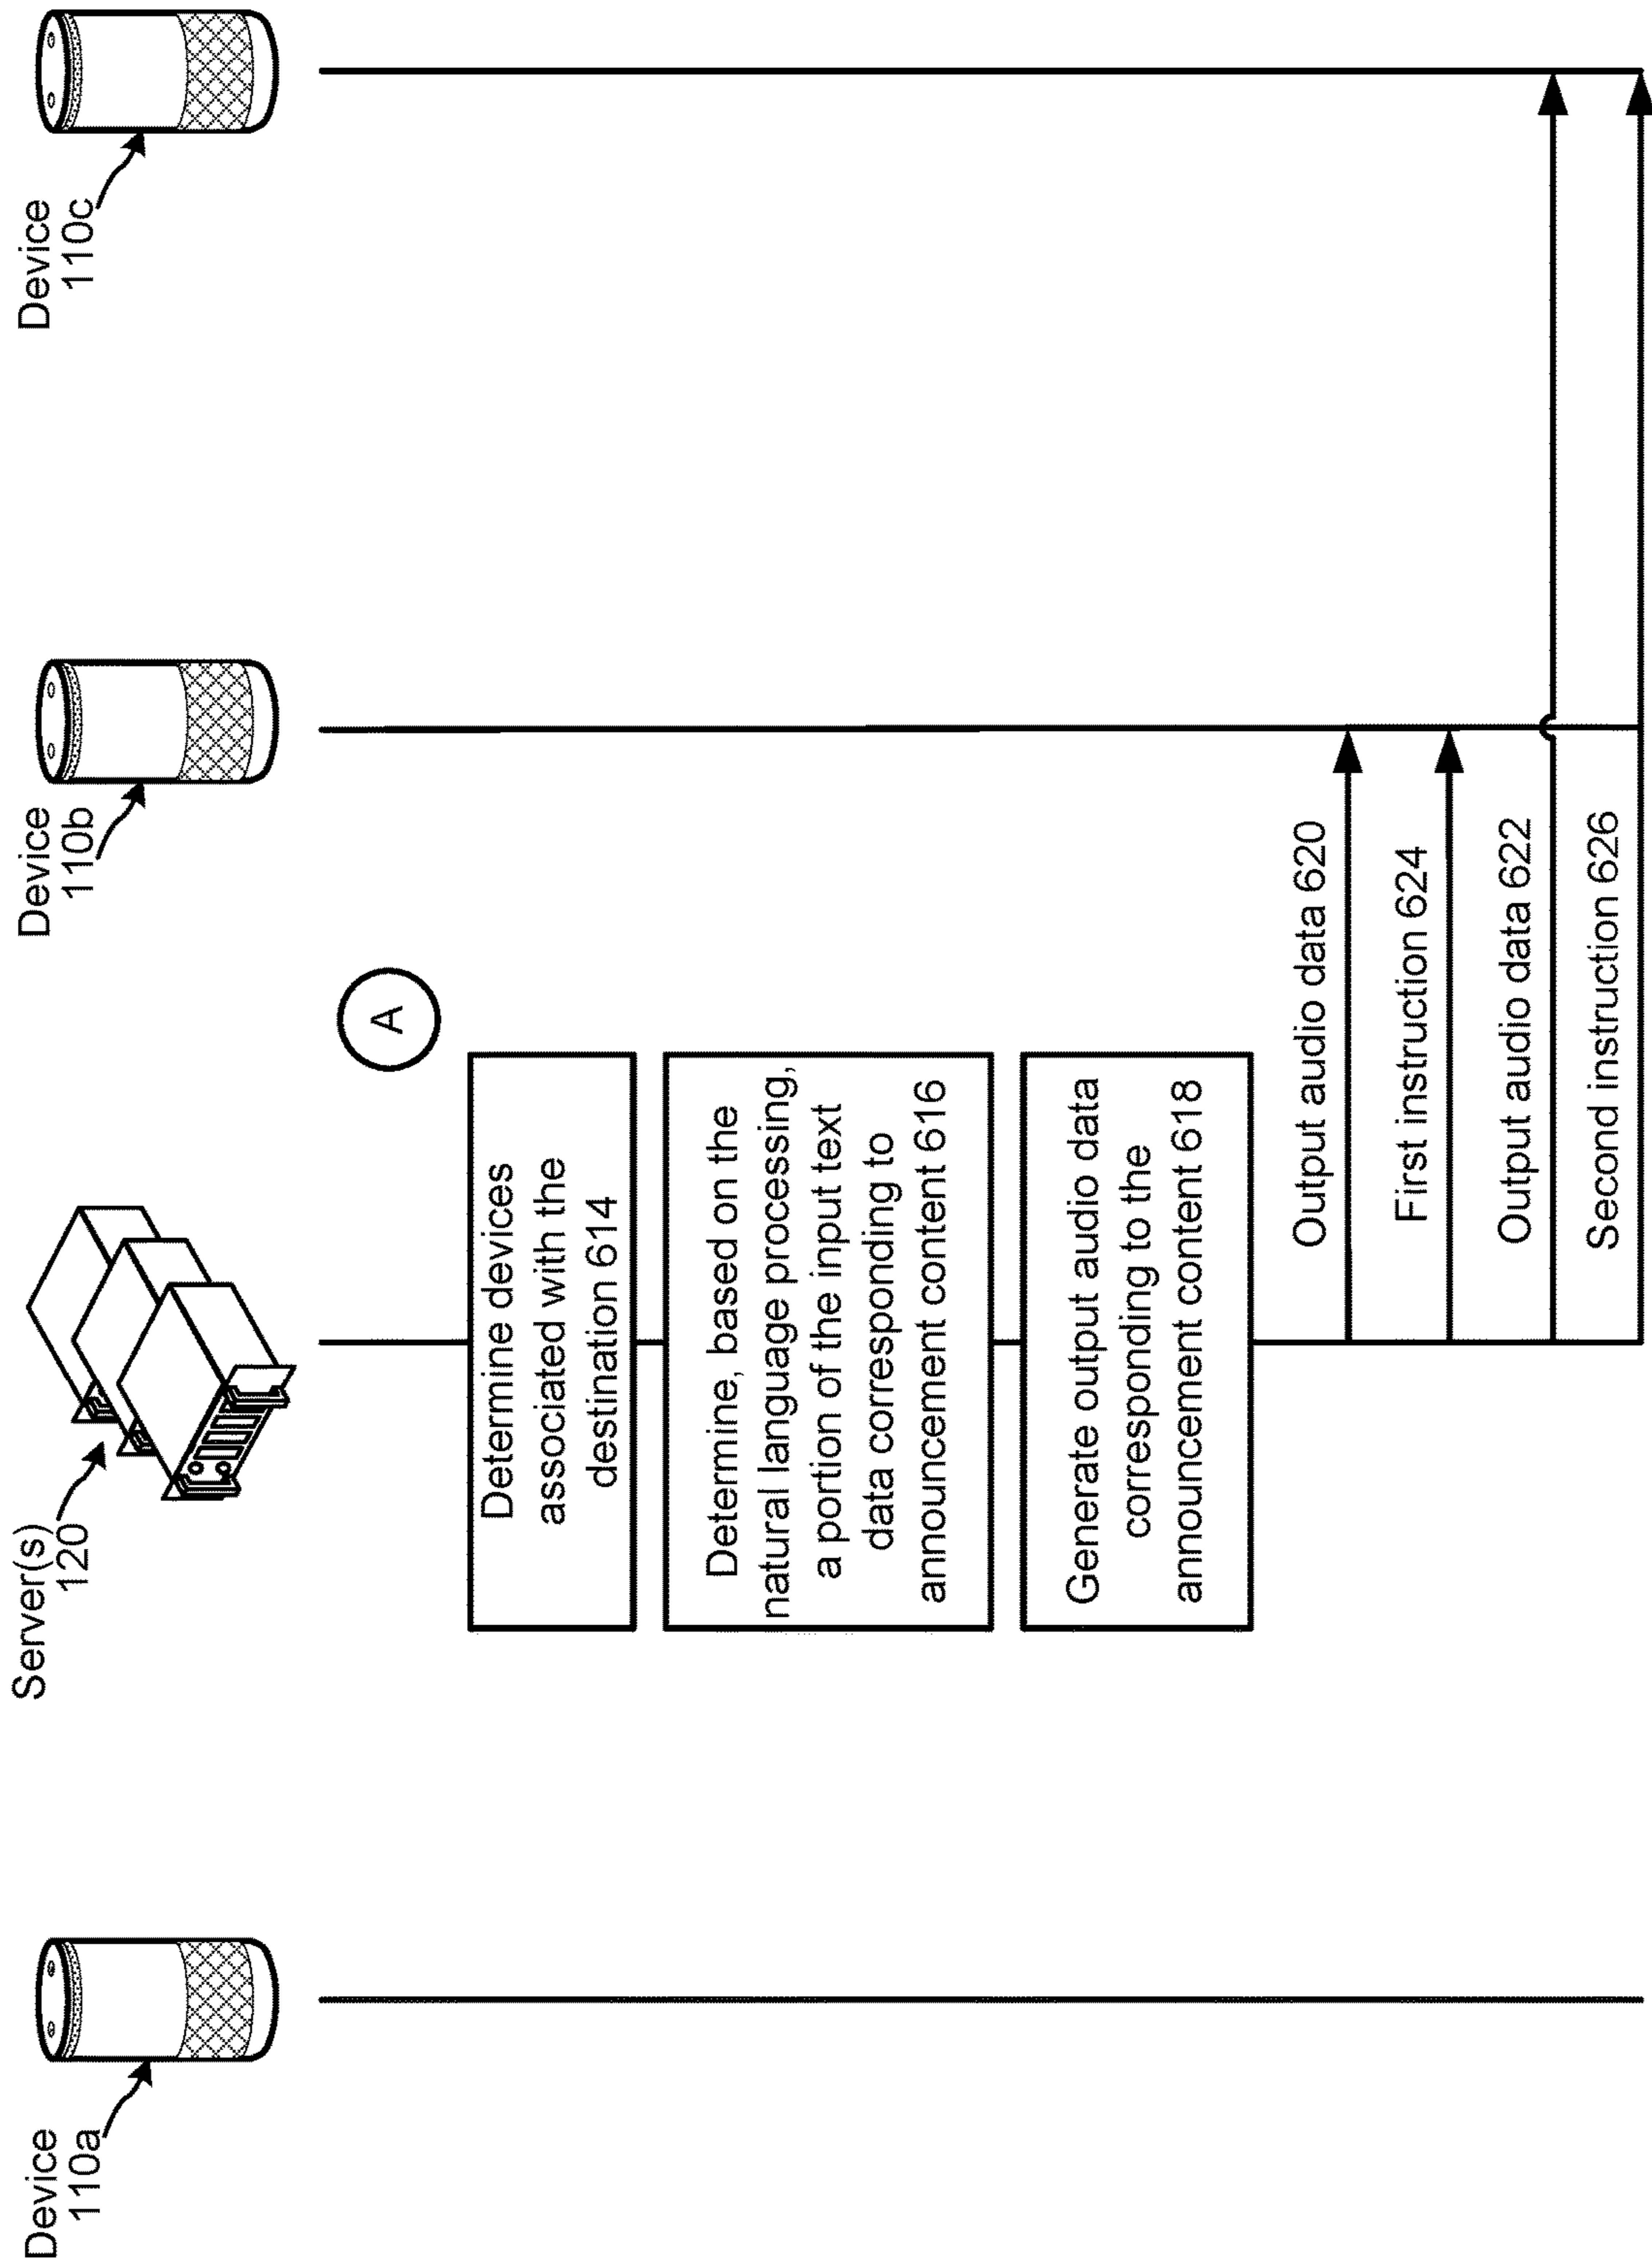 Device
110a
Server(s)
120
Device
110b
Device
110c
A
Determine devices
associated with the
destination 614
Determine, based on the
natural language processing,
a portion of the input text
data corresponding to
announcement content 616
Generate output audio data
corresponding to the
announcement content 618
Output audio data 620
First instruction 624
Output audio data 622
Second instruction 626